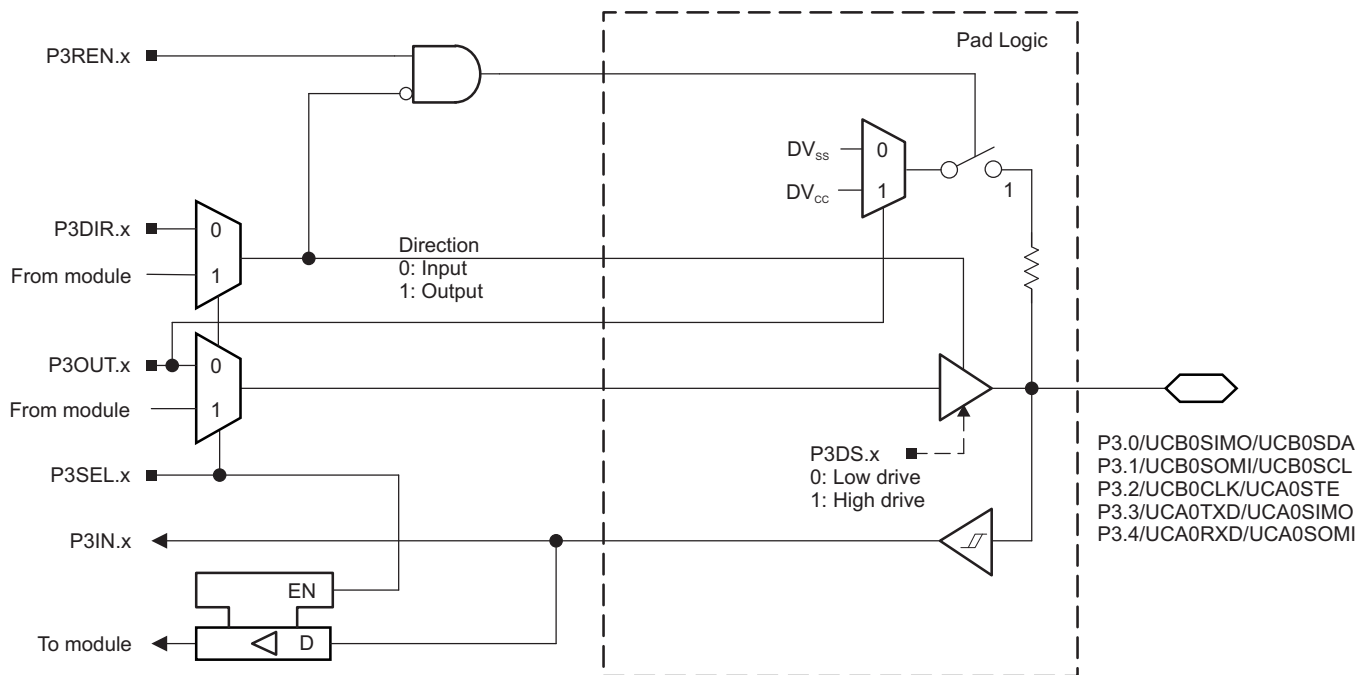 Pad Logic
P3REN.x
DVSS
0
DVCC
1
1
P3DIR.x
0
From module
1
Direction
0: Input
1: Output
P3OUT.x
0
From module
1
P3SEL.x
P3DS.x
0: Low drive
1: High drive
P3.0/UCB0SIMO/UCB0SDA
P3.1/UCB0SOMI/UCB0SCL
P3.2/UCB0CLK/UCA0STE
P3.3/UCA0TXD/UCA0SIMO
P3.4/UCA0RXD/UCA0SOMI
P3IN.x
EN
To module
D